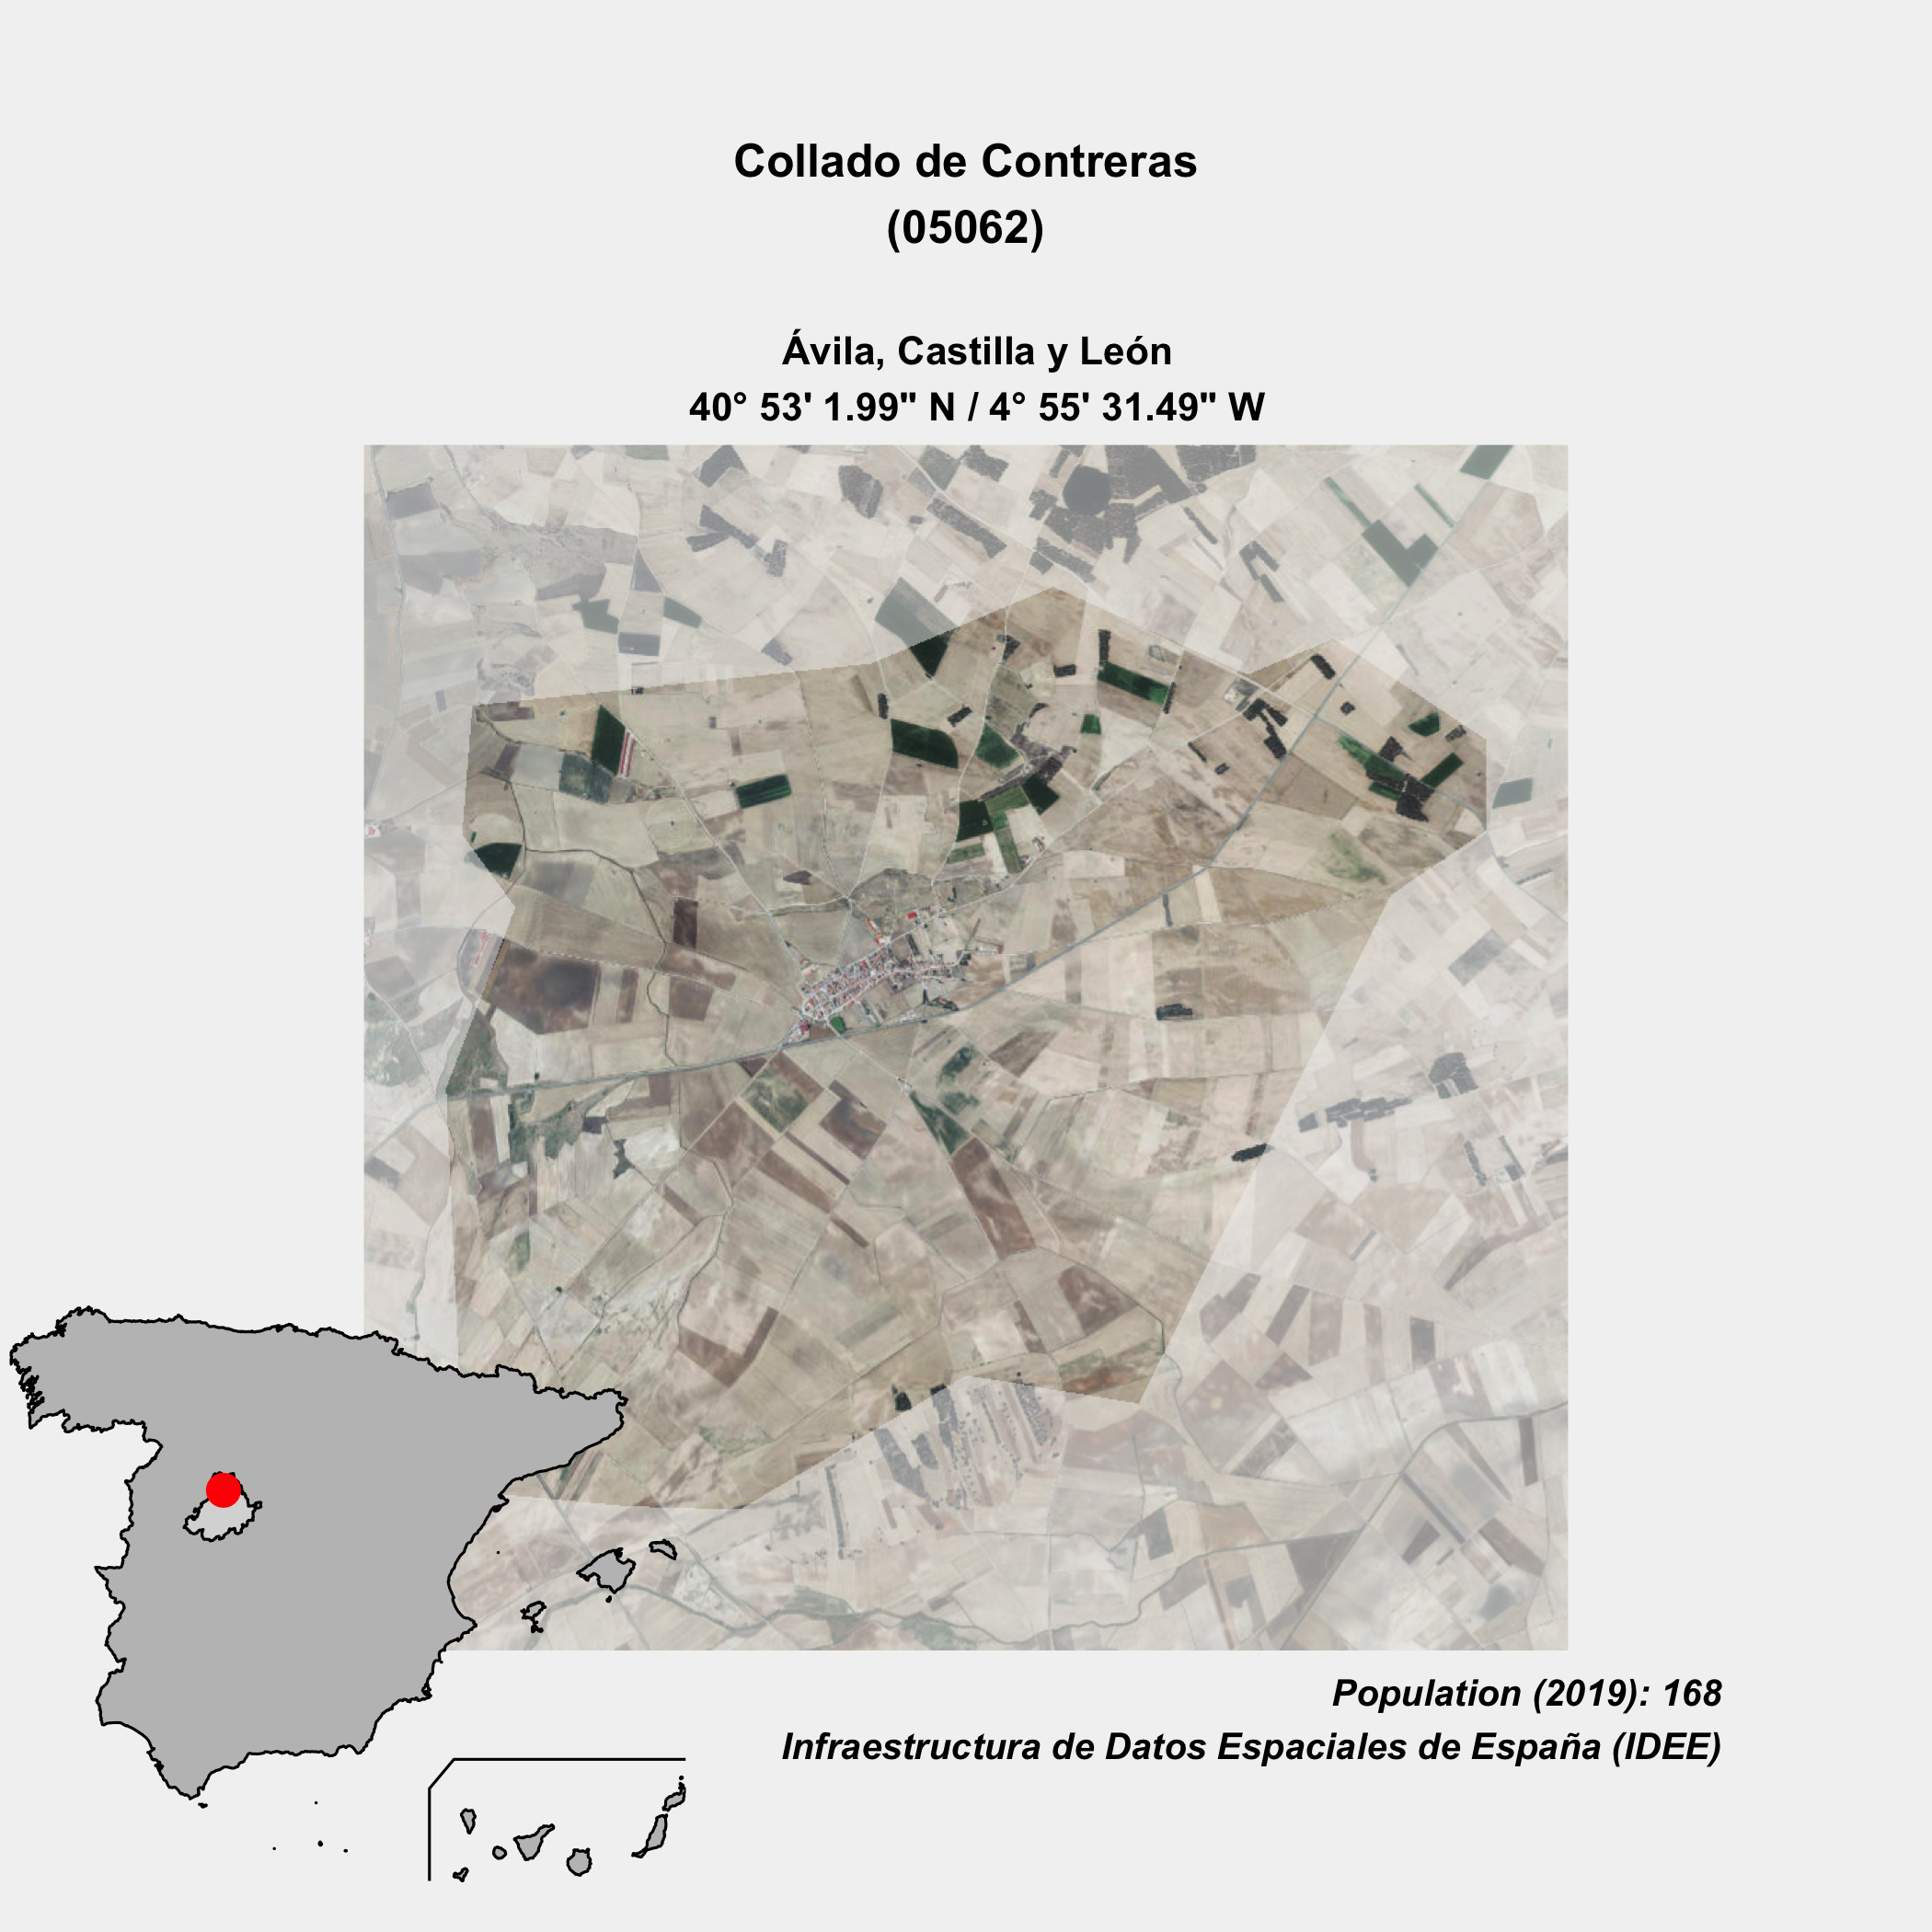 Collado de Contreras
(05062)
Ávila, Castilla y León
40° 53' 1.99" N / 4° 55' 31.49" W
Population (2019): 168
Infraestructura de Datos Espaciales de España (IDEE)